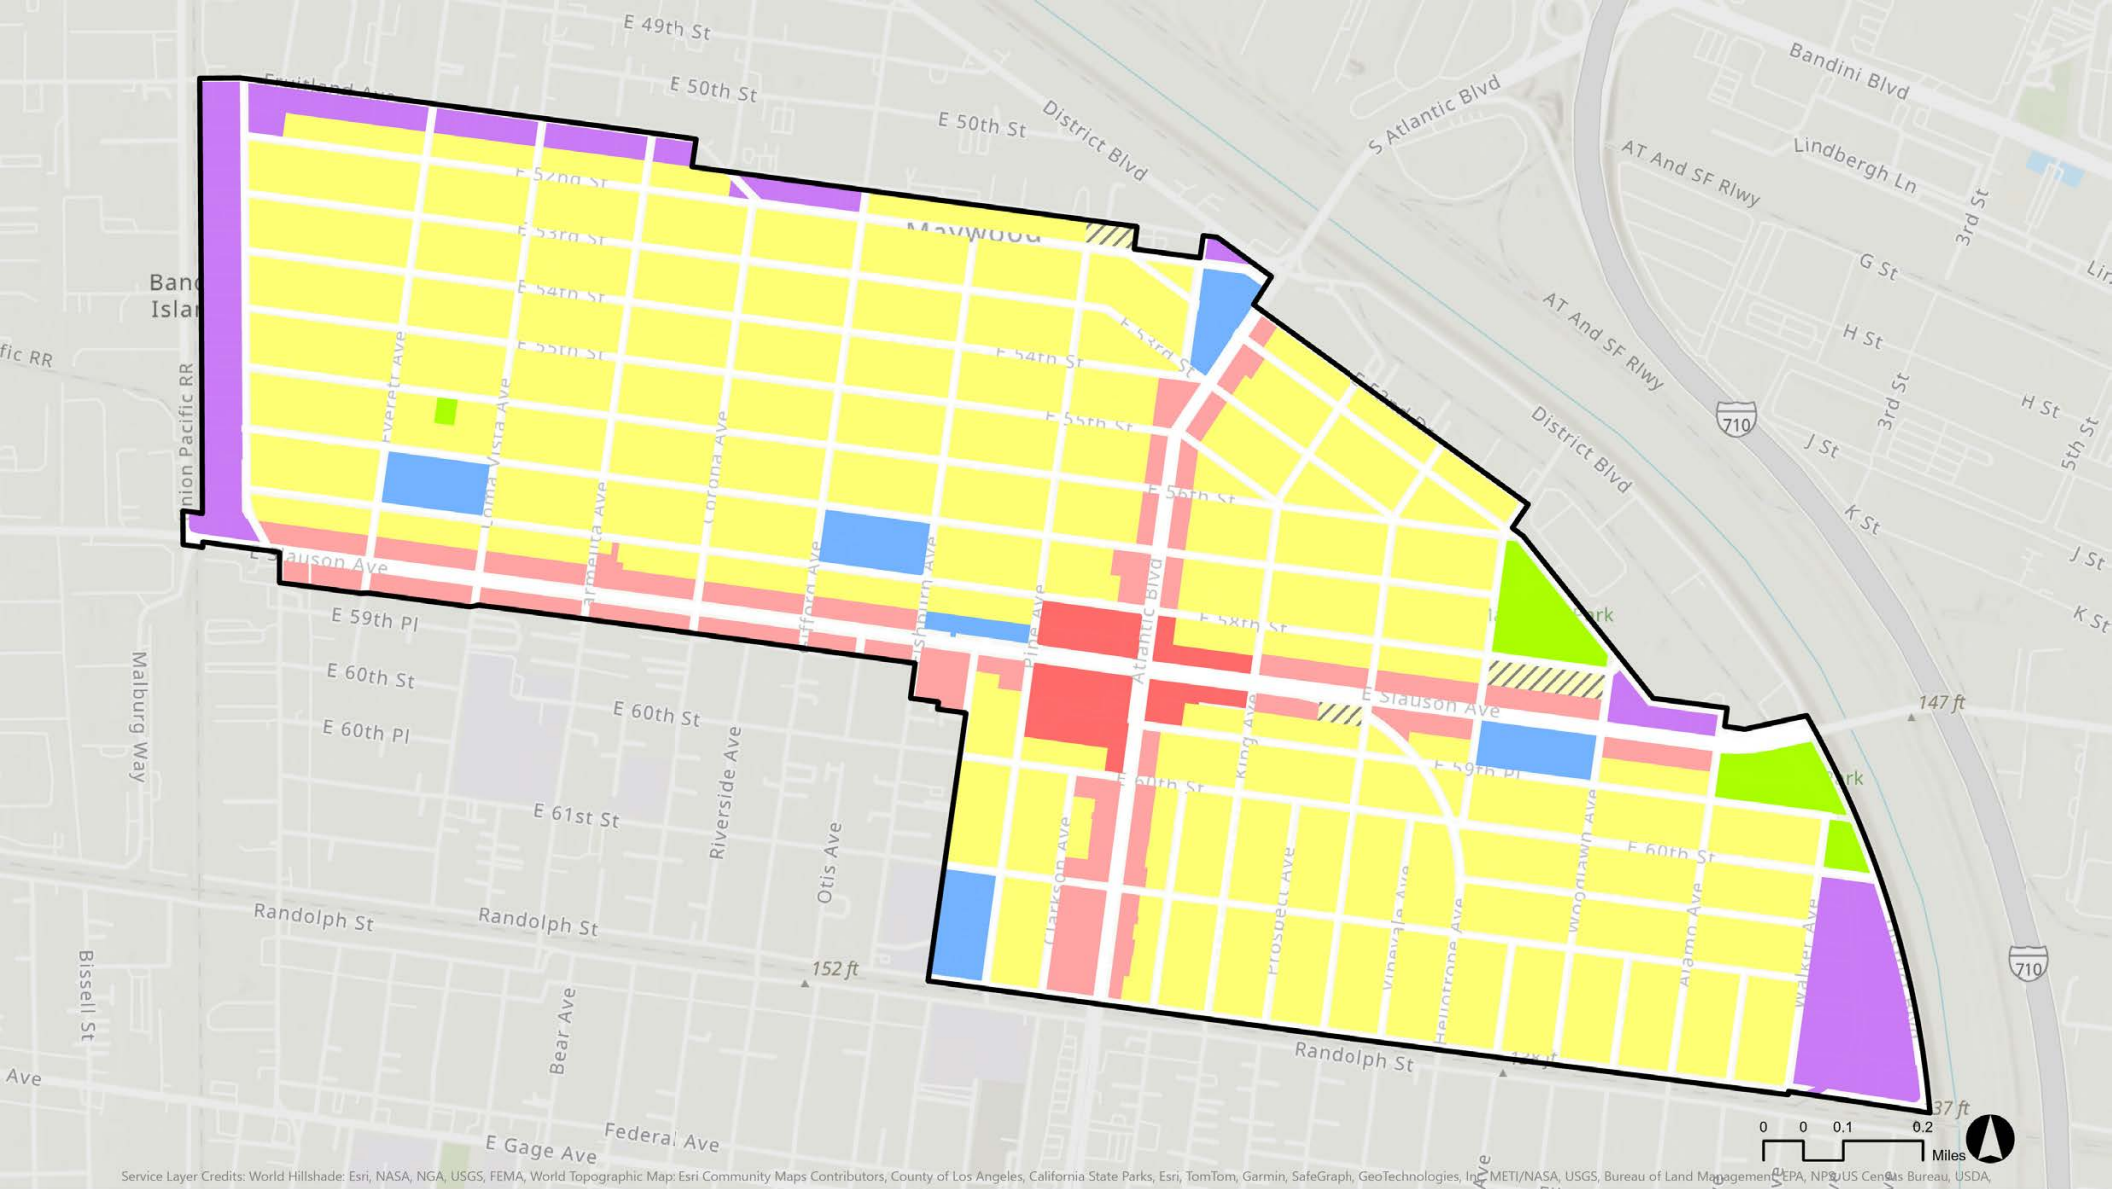 E 49th St
Bandini Blvd
E 50th St
S Atlantic Blvd
E 50th St
District Blvd
AT And SF Rlwy
Lindbergh Ln
3rd St
Fruitland Ave
E 52nd St
Maywood
E 53rd St
G St
E 54th St
AT And SF Rlwy
H St
E 53rd St
E 54th St
E 55th St
3rd St
H St
5th St
710
E 55th St
J St
District Blvd
Everett Ave
Loma Vista Ave
Corona Ave
E 56th St
K St
J St
E Slauson Ave
Atlantic Blvd
Pine Ave
E 59th Pl
E 58th St
K St
E 60th St
E Slauson Ave
147 ft
Malburg Way
E 60th St
E 60th Pl
Riverside Ave
King Ave
E 59th Pl
E 60th St
E 61st St
Otis Ave
Clarkson Ave
Prospect Ave
Vinevale Ave
Heliotrope Ave
Woodlawn Ave
E 60th St
Alamo Ave
Walker Ave
Randolph St
Randolph St
152 ft
710
Bissell St
Bear Ave
Randolph St
Ave
37 ft
Federal Ave
E Gage Ave
0 0 0.1 0.2
Miles
Service Layer Credits: World Hillshade: Esri, NASA, NGA, USGS, FEMA, World Topographic Map: Esri Community Maps Contributors, County of Los Angeles, California State Parks, Esri, TomTom, Garmin, SafeGraph, GeoTechnologies, Inc, METI/NASA, USGS, Bureau of Land Management, EPA, NPS, US Census Bureau, USDA,